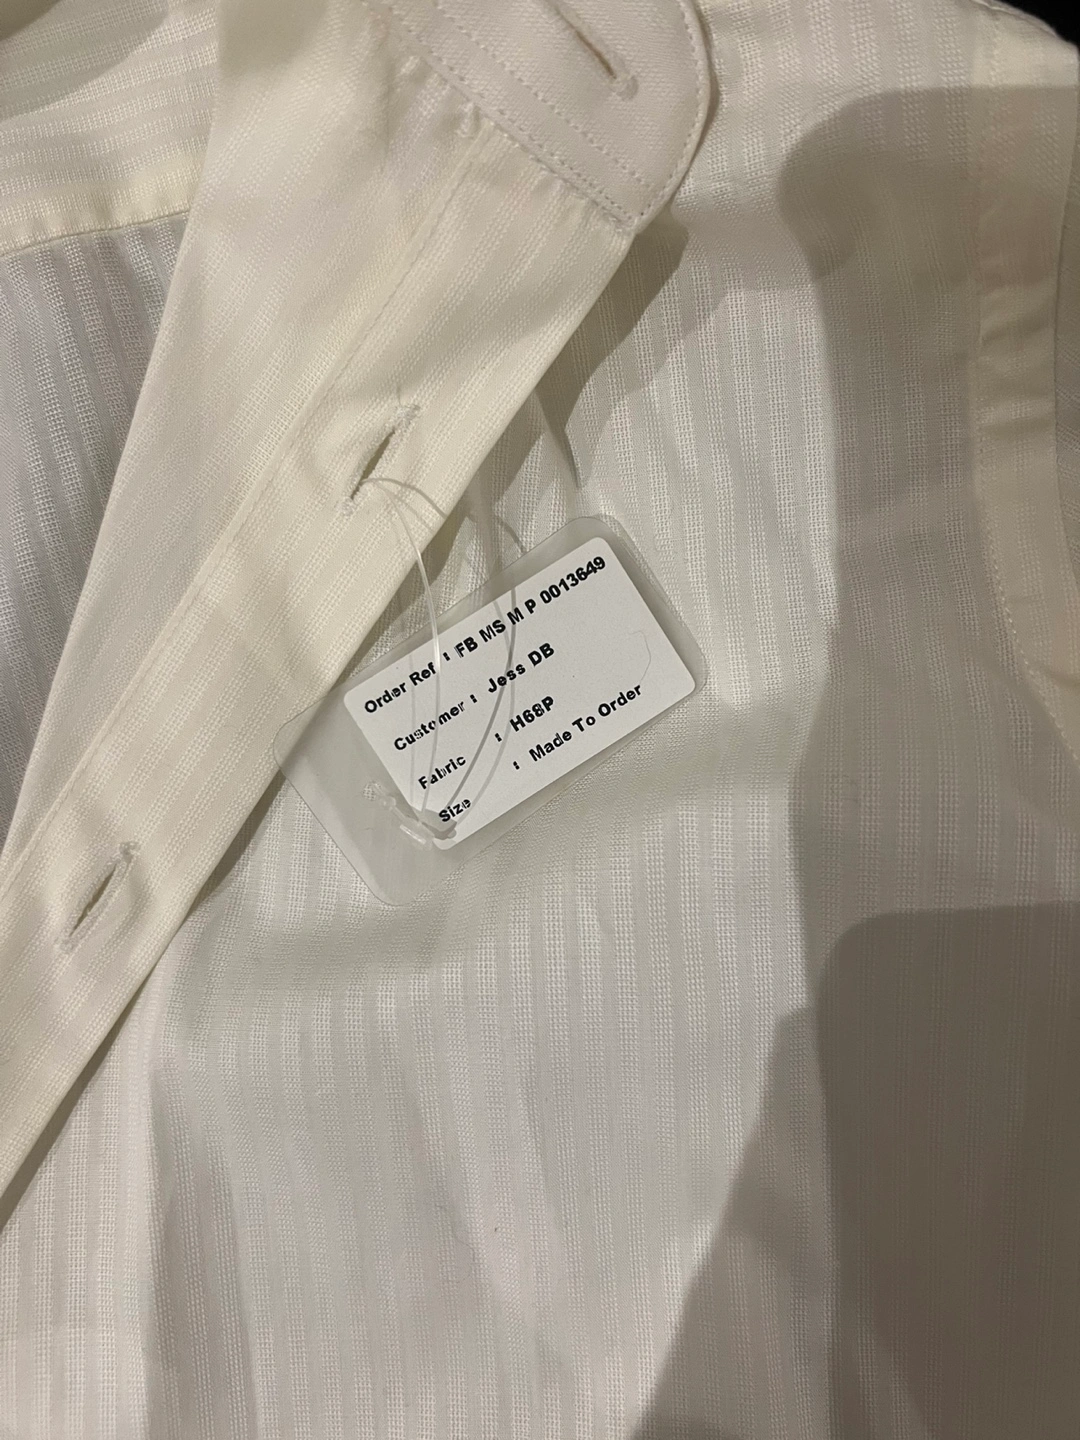 Order Ref : FB MS M P 0013649
Customer : Jess DB
Fabric : H68P
Size : Made To Order